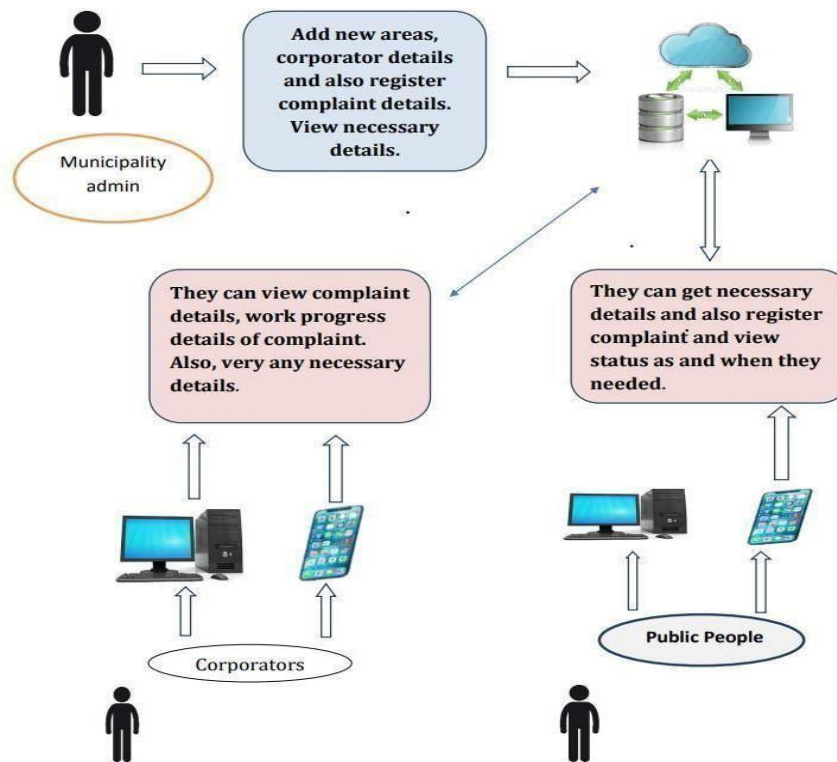 Add new areas,
corporator details
and also register
complaint details.
View necessary
details.
Municipality
admin
They can view complaint
details, work progress
details of complaint.
Also, very any necessary
details.
They can get necessary
details and also register
complaint and view
status as and when they
needed.
Corporators
Public People